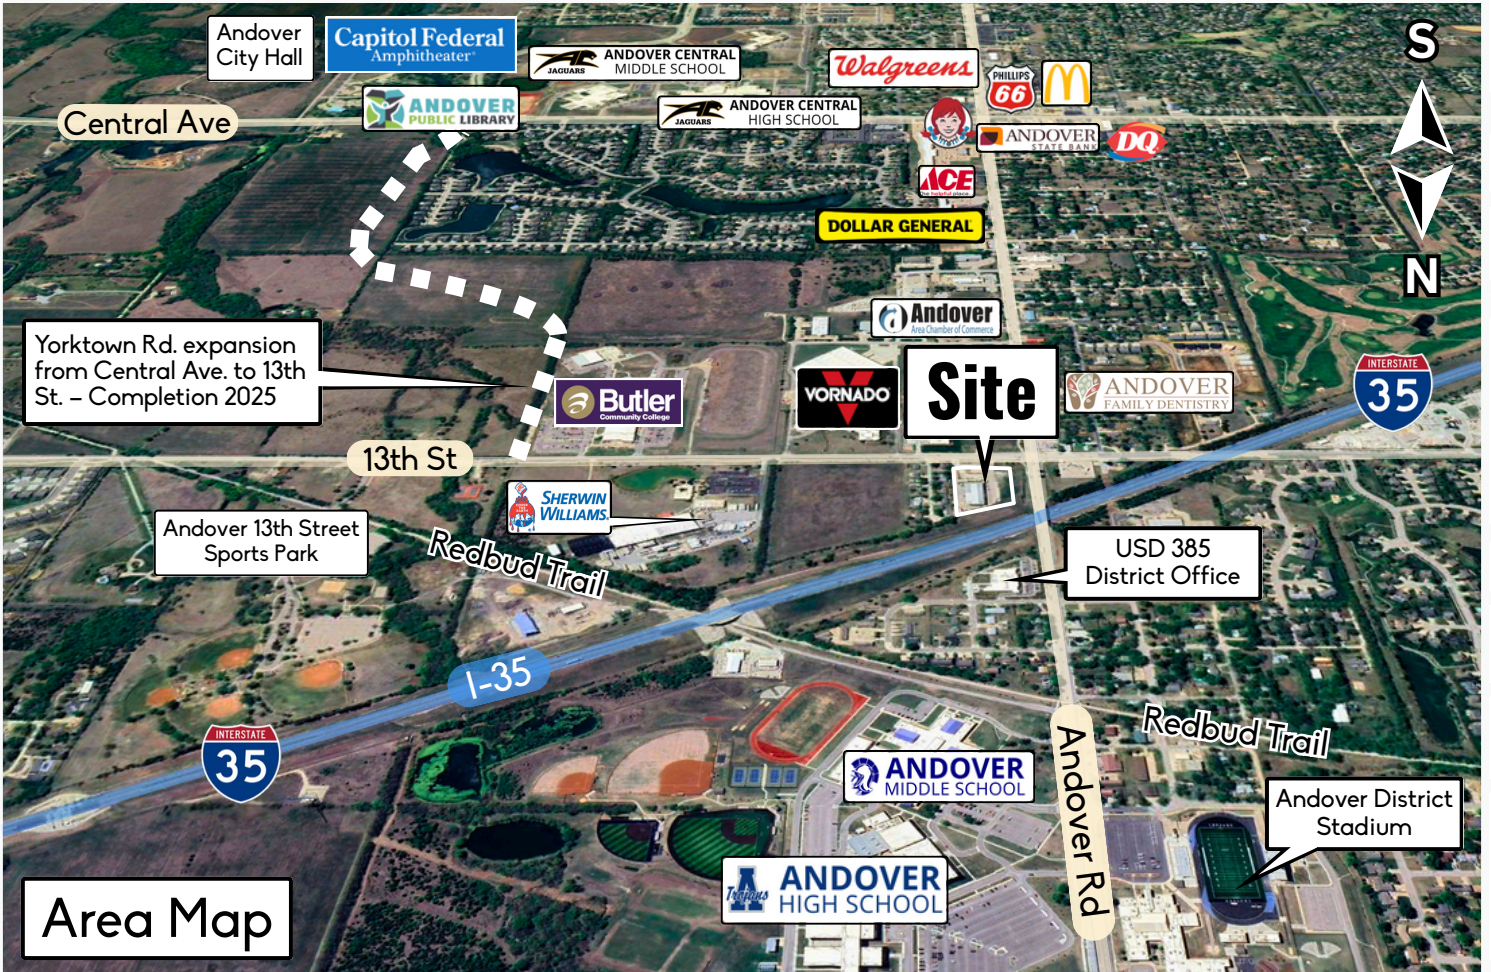 Andover
City Hall
Capitol Federal
Amphitheater
JAGUARS
ANDOVER CENTRAL
MIDDLE SCHOOL
Walgreens
PHILLIPS
66
S
Central Ave
ANDOVER
PUBLIC LIBRARY
JAGUARS
ANDOVER CENTRAL
HIGH SCHOOL
ANDOVER
STATE BANK
DQ
ACE
The helpful place.
DOLLAR GENERAL
N
Andover
Area Chamber of Commerce
Yorktown Rd. expansion
from Central Ave. to 13th
St. – Completion 2025
Butler
Community College
VORNADO
Site
ANDOVER
FAMILY DENTISTRY
INTERSTATE
35
13th St
SHERWIN
WILLIAMS.
Andover 13th Street
Sports Park
Redbud Trail
USD 385
District Office
I-35
INTERSTATE
35
Redbud Trail
Andover Rd
ANDOVER
MIDDLE SCHOOL
Andover District
Stadium
A
Trojans
ANDOVER
HIGH SCHOOL
Area Map